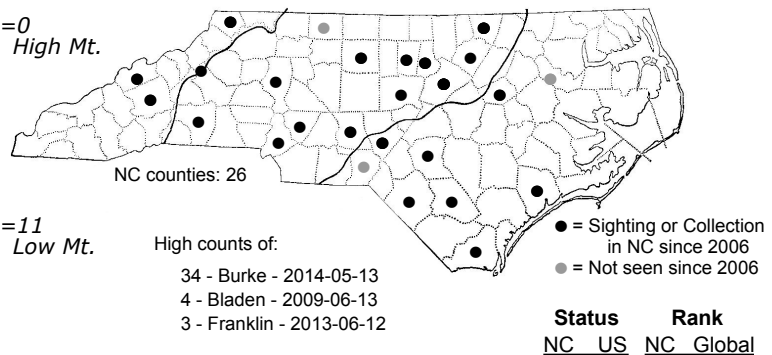 =0
High Mt.
NC counties: 26
=11
Low Mt.
High counts of:
34 - Burke - 2014-05-13
4 - Bladen - 2009-06-13
3 - Franklin - 2013-06-12
● = Sighting or Collection
in NC since 2006
● = Not seen since 2006
Status Rank
NC US NC Global